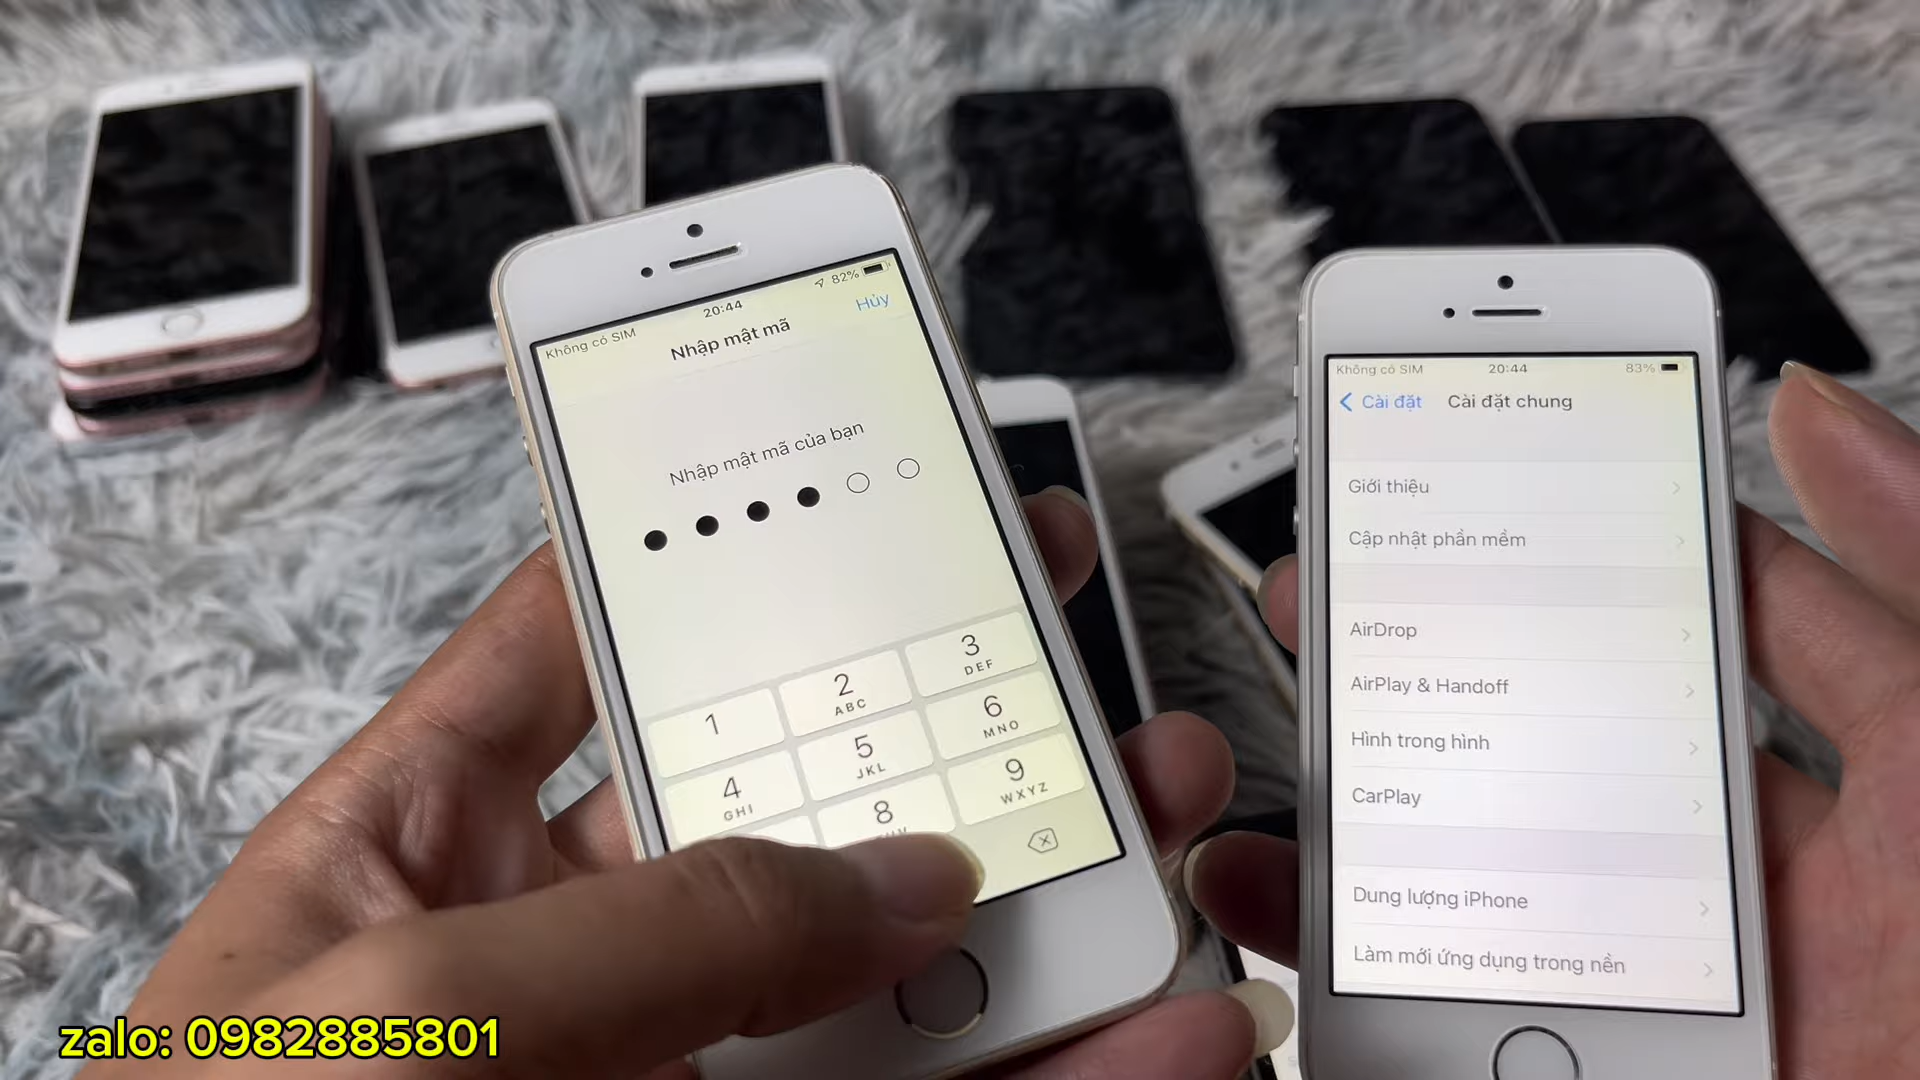 Không có SIM
20:44
82%
Hủy
Nhập mật mã
Nhập mật mã của bạn
1
2
ABC
3
DEF
4
GHI
5
JKL
6
MNO
8
9
WXYZ
Không có SIM
20:44
83%
Cài đặt
Cài đặt chung
Giới thiệu
Cập nhật phần mềm
AirDrop
AirPlay & Handoff
Hình trong hình
CarPlay
Dung lượng iPhone
Làm mới ứng dụng trong nền
zalo: 0982885801